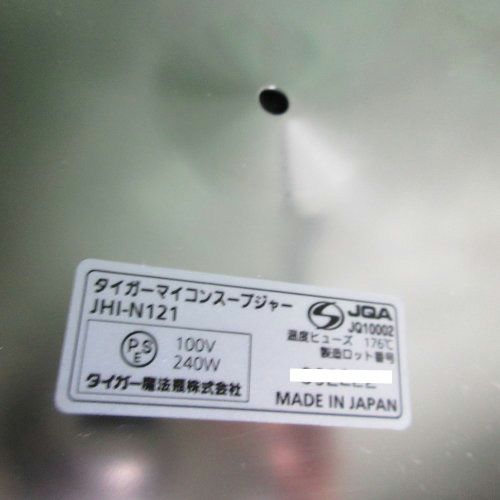 タイガーマイコンスープジャー
JHI-N121
JQA
JQ10002
温度ヒューズ 176℃
製造ロット番号
PSE
100V
240W
タイガー魔法瓶株式会社
MADE IN JAPAN